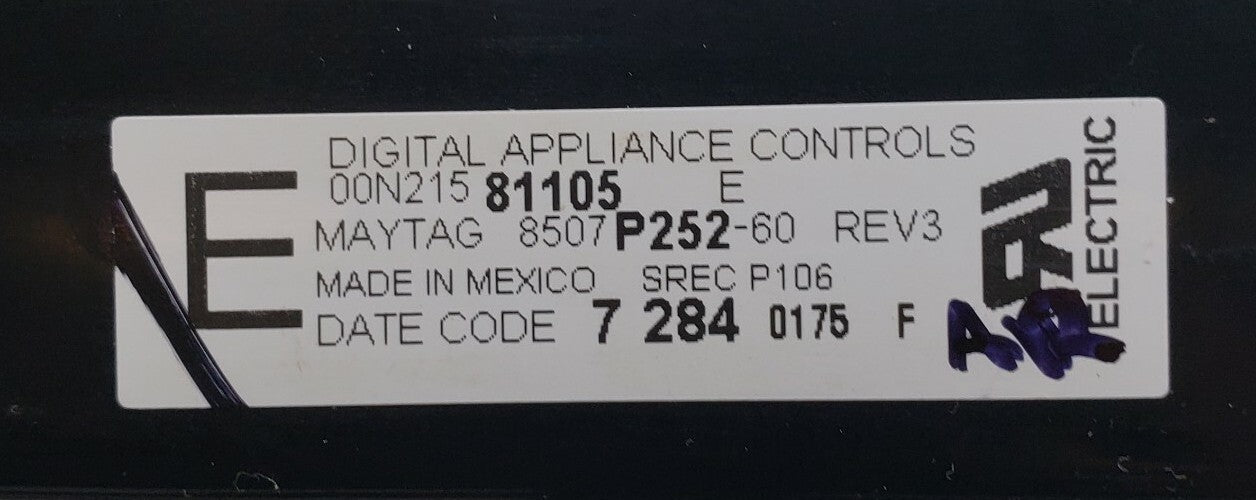 E
DIGITAL APPLIANCE CONTROLS
00N215 81105 E
MAYTAG 8507P252-60 REV3
MADE IN MEXICO SREC P106
DATE CODE 7 284 0175 F
ELECTRIC